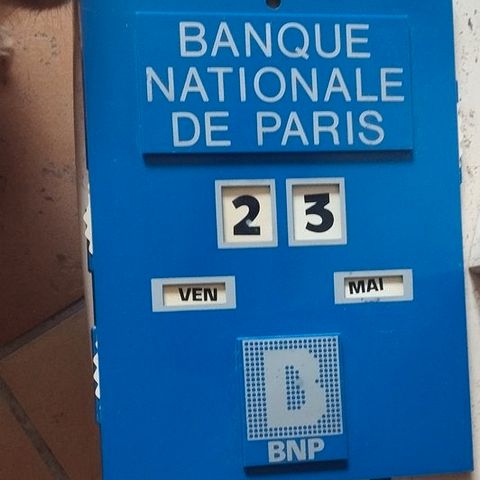 BANQUE
NATIONALE
DE PARIS
2 3
VEN MAI
B
BNP